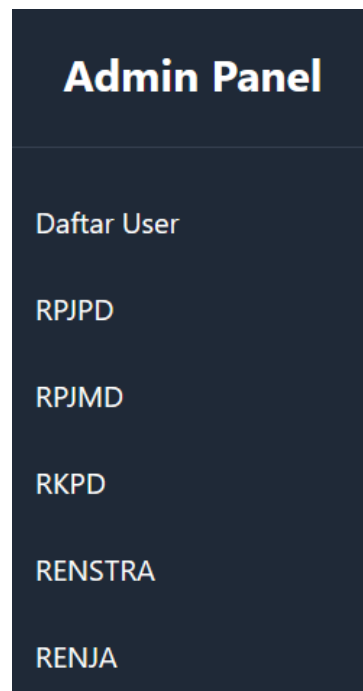 Admin Panel
Daftar User
RPJPD
RPJMD
RKPD
RENSTRA
RENJA